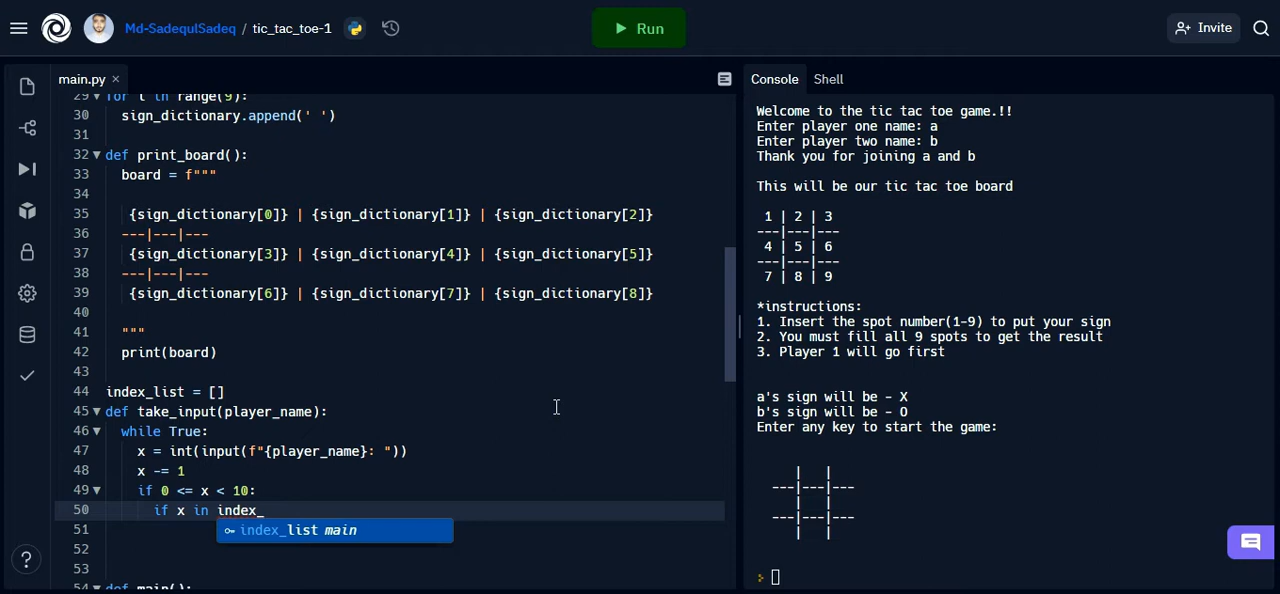 Md-SadequlSadeq / tic_tac_toe-1
Run
Invite
main.py ×
29 for i in range(9):
30 sign_dictionary.append(' ')
31
32 def print_board():
33 board = f"""
34
35 {sign_dictionary[0]} | {sign_dictionary[1]} | {sign_dictionary[2]}
36 ---|---|---
37 {sign_dictionary[3]} | {sign_dictionary[4]} | {sign_dictionary[5]}
38 ---|---|---
39 {sign_dictionary[6]} | {sign_dictionary[7]} | {sign_dictionary[8]}
40
41 """
42 print(board)
43
44 index_list = []
45 def take_input(player_name):
46 while True:
47 x = int(input(f"{player_name}: "))
48 x -= 1
49 if 0 <= x < 10:
50 if x in index_
index_list main
51
52
53
54 def main():
?
Console Shell
Welcome to the tic tac toe game.!!
Enter player one name: a
Enter player two name: b
Thank you for joining a and b
This will be our tic tac toe board
1 | 2 | 3
---|---|---
4 | 5 | 6
---|---|---
7 | 8 | 9
*instructions:
1. Insert the spot number(1-9) to put your sign
2. You must fill all 9 spots to get the result
3. Player 1 will go first
a's sign will be - X
b's sign will be - O
Enter any key to start the game:
| |
---|---|---
| |
---|---|---
| |